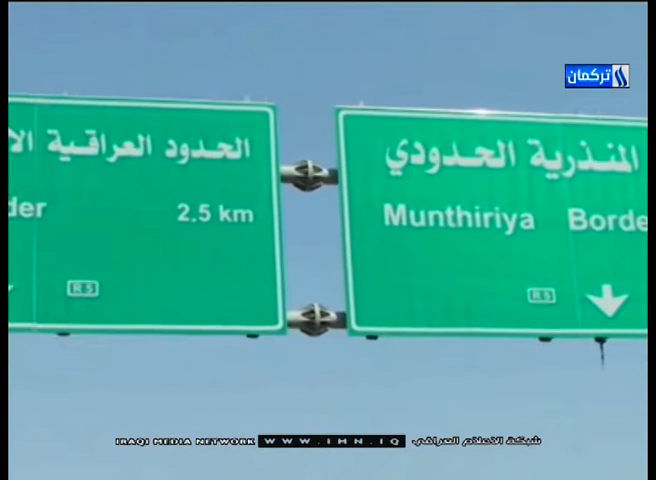 تركمان
الحدود العراقية
der
2.5 km
R5
المنذرية الحدودي
Munthiriya Borde
R5
IRAQI MEDIA NETWORK WWW.IMN.IQ شبكة الاعلام العراقي